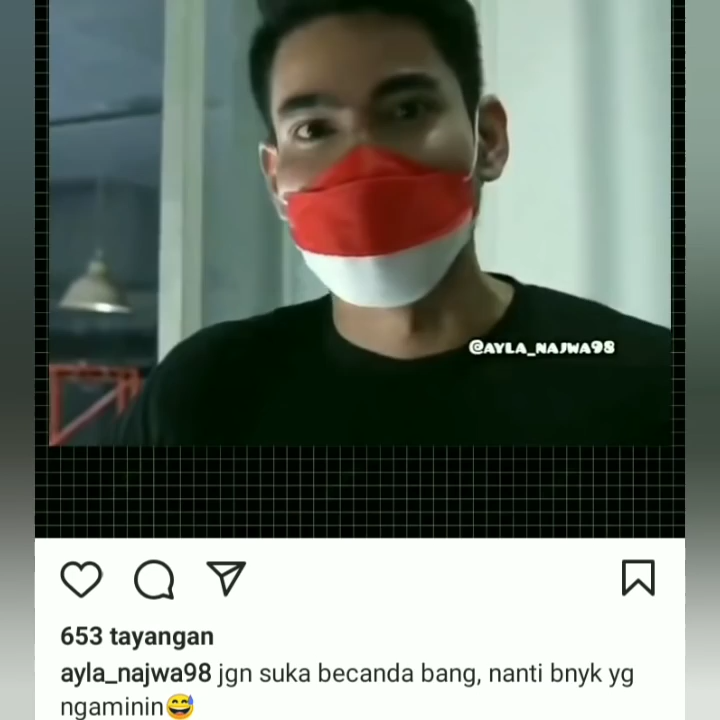 @AYLA_NAJWA98
653 tayangan
ayla_najwa98 jgn suka becanda bang, nanti bnyk yg
ngaminin😅